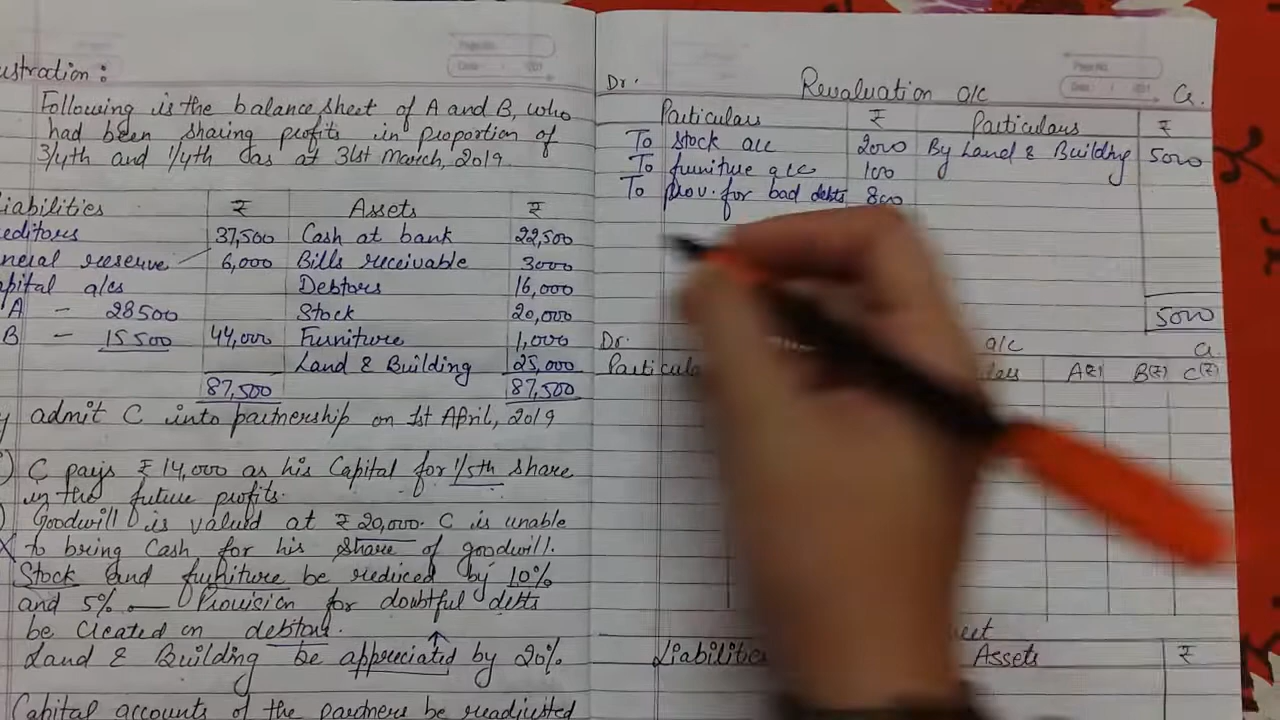 ustration :
Following is the balance sheet of A and B, who
had been sharing profits in proportion of
3/4th and 1/4th as at 31st March, 2019.
iabilities ₹ Assets ₹
editors 37,500 Cash at bank 22,500
neral reserve 6,000 Bills receivable 3000
apital a/cs Debtors 16,000
A - 28500 Stock 20,000
B - 15500 44,000 Furniture 1,000
Land & Building 25,000
87,500 87,500
y admit C into partnership on 1st April, 2019
C pays ₹ 14,000 as his Capital for 1/5th share
in the future profits.
Goodwill is valued at ₹ 20,000. C is unable
to bring Cash for his share of goodwill.
Stock and furniture be reduced by 10%
and 5% Provision for doubtful debts
be created on debtors.
Land & Building be appreciated by 20%
Capital accounts of the partners be readjusted
Page No.
Date
Dr. Revaluation a/c Cr.
Particulars ₹ Particulars ₹
To stock a/c 2000 By Land & Building 5000
To furniture a/c 100
To prov. for bad debts 800
5000
Dr. a/c Cr.
Particula A(₹) B(₹) C(₹)
Liabilities Assets ₹